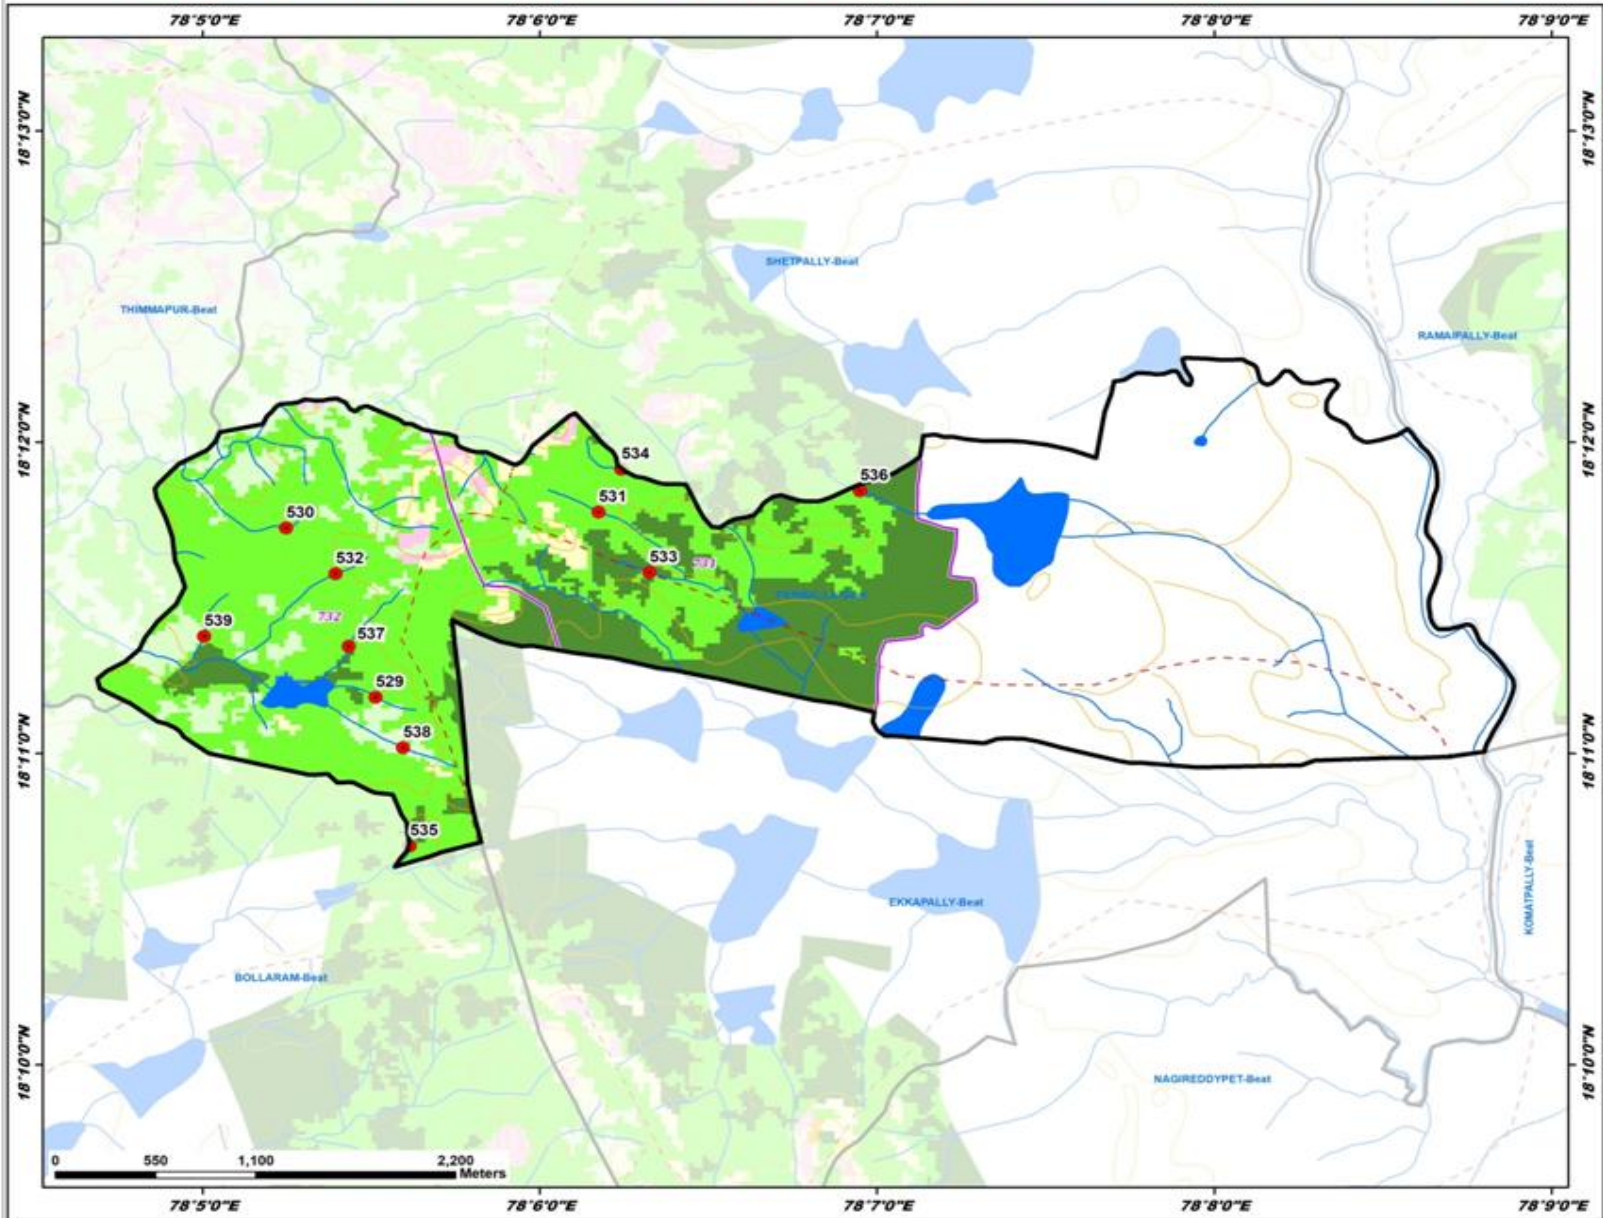 78°5'0"E 78°6'0"E 78°7'0"E 78°8'0"E 78°9'0"E
18°13'0"N 18°13'0"N
SHETPALLY-Beat
THIMMAPUR-Beat
RAMAIPALLY-Beat
18°12'0"N 18°12'0"N
534
536
531
530
533
731
532
732
539
537
529
538
18°11'0"N 18°11'0"N
535
EKKAPALLY-Beat
KOMATPALLY-Beat
BOLLARAM-Beat
18°10'0"N 18°10'0"N
NAGIREDDYPET-Beat
0 550 1,100 2,200
Meters
78°5'0"E 78°6'0"E 78°7'0"E 78°8'0"E 78°9'0"E